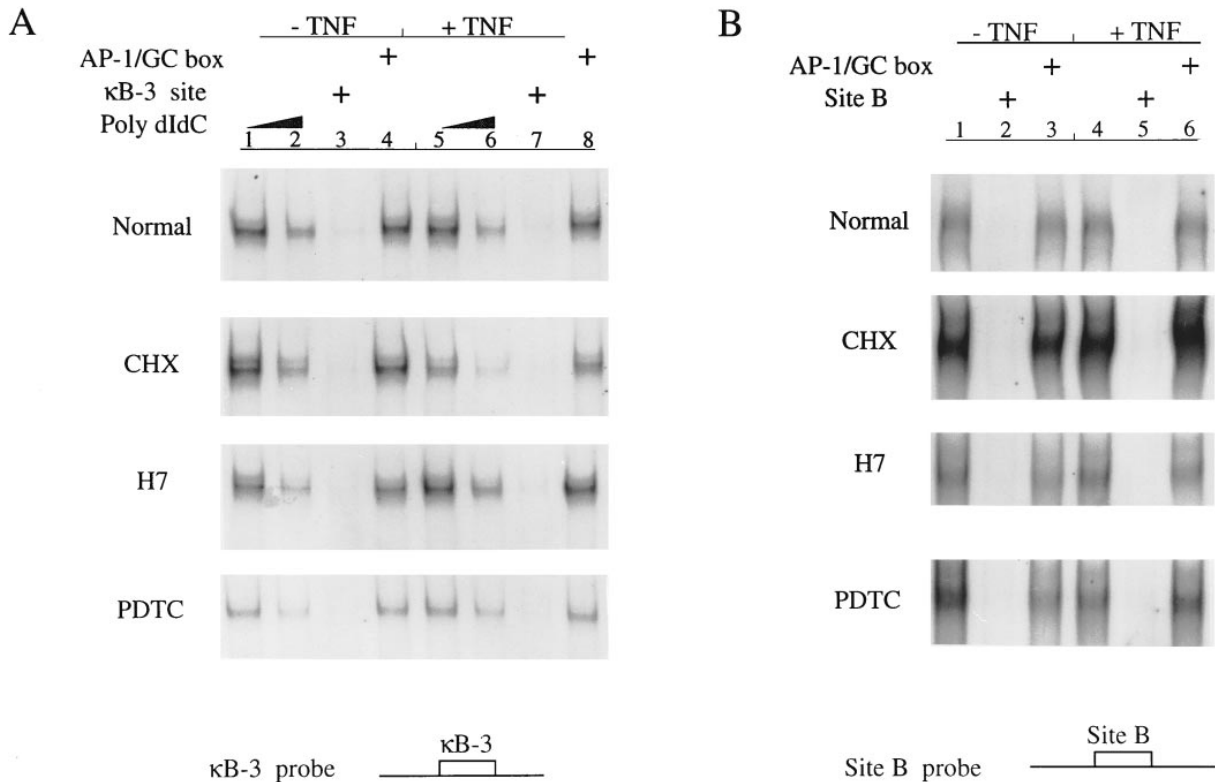 A
- TNF + TNF
AP-1/GC box + +
κB-3 site + +
Poly dIdC
1 2 3 4 5 6 7 8
Normal
CHX
H7
PDTC
κB-3
κB-3 probe
B
- TNF + TNF
AP-1/GC box + +
Site B + +
1 2 3 4 5 6
Normal
CHX
H7
PDTC
Site B
Site B probe